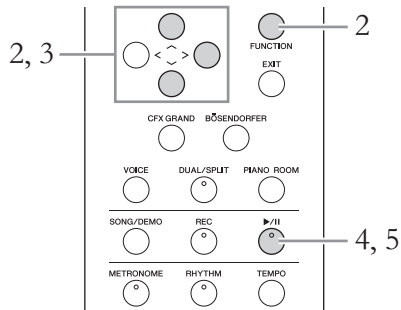 2, 3
< ︿ ﹀ >
2
FUNCTION
EXIT
CFX GRAND BÖSENDORFER
VOICE DUAL/SPLIT PIANO ROOM
SONG/DEMO REC ►/II
4, 5
METRONOME RHYTHM TEMPO